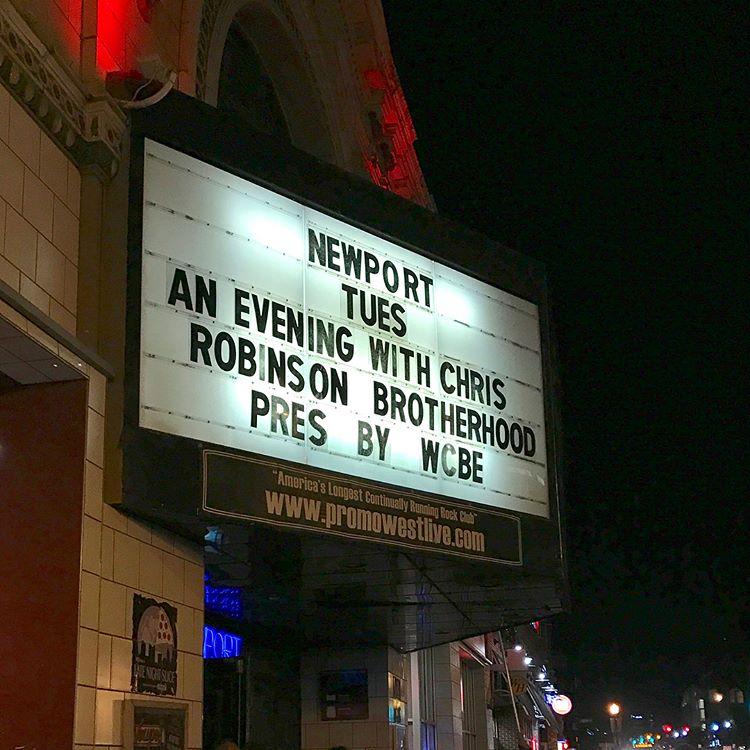 NEWPORT
TUES
AN EVENING WITH CHRIS
ROBINSON BROTHERHOOD
PRES BY WCBE
"America's Longest Continually Running Rock Club"
www.promowestlive.com